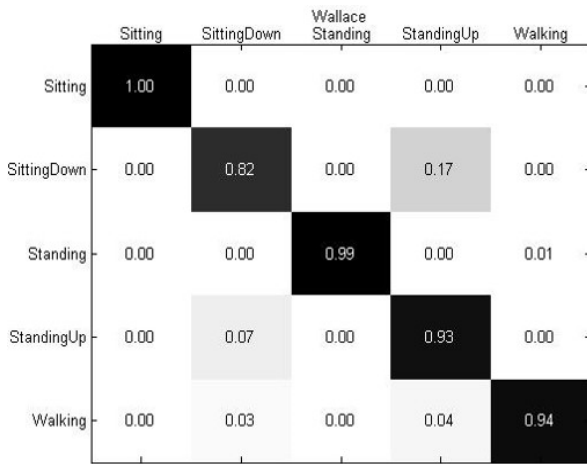 Wallace
Sitting SittingDown Standing StandingUp Walking
Sitting 1.00 0.00 0.00 0.00 0.00
SittingDown 0.00 0.82 0.00 0.17 0.00
Standing 0.00 0.00 0.99 0.00 0.01
StandingUp 0.00 0.07 0.00 0.93 0.00
Walking 0.00 0.03 0.00 0.04 0.94